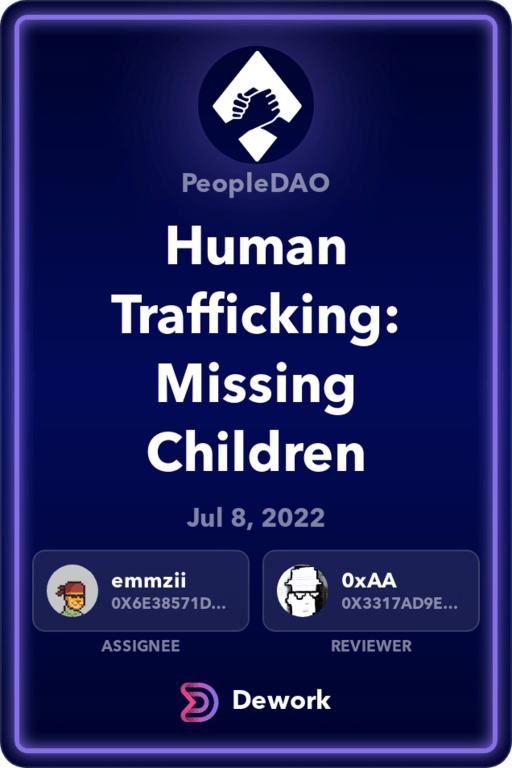 PeopleDAO
Human
Trafficking:
Missing
Children
Jul 8, 2022
emmzii
0X6E38571D...
ASSIGNEE
0xAA
0X3317AD9E...
REVIEWER
Dework